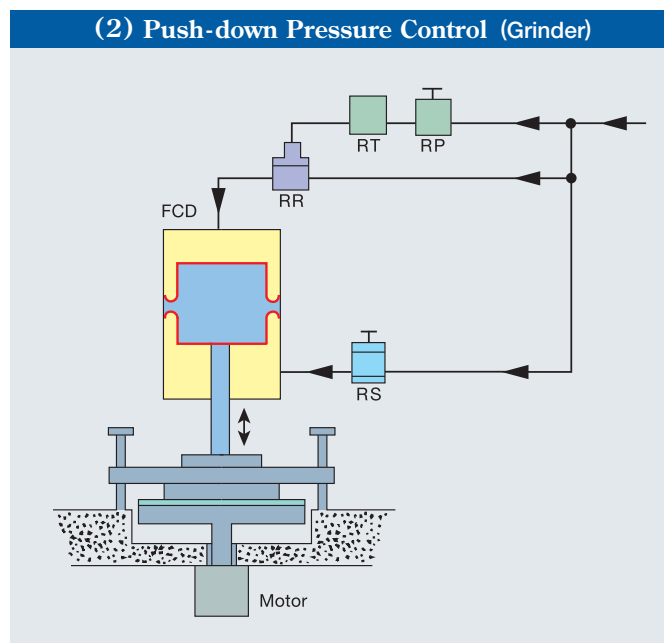 (2) Push-down Pressure Control (Grinder)
RT
RP
RR
FCD
RS
Motor